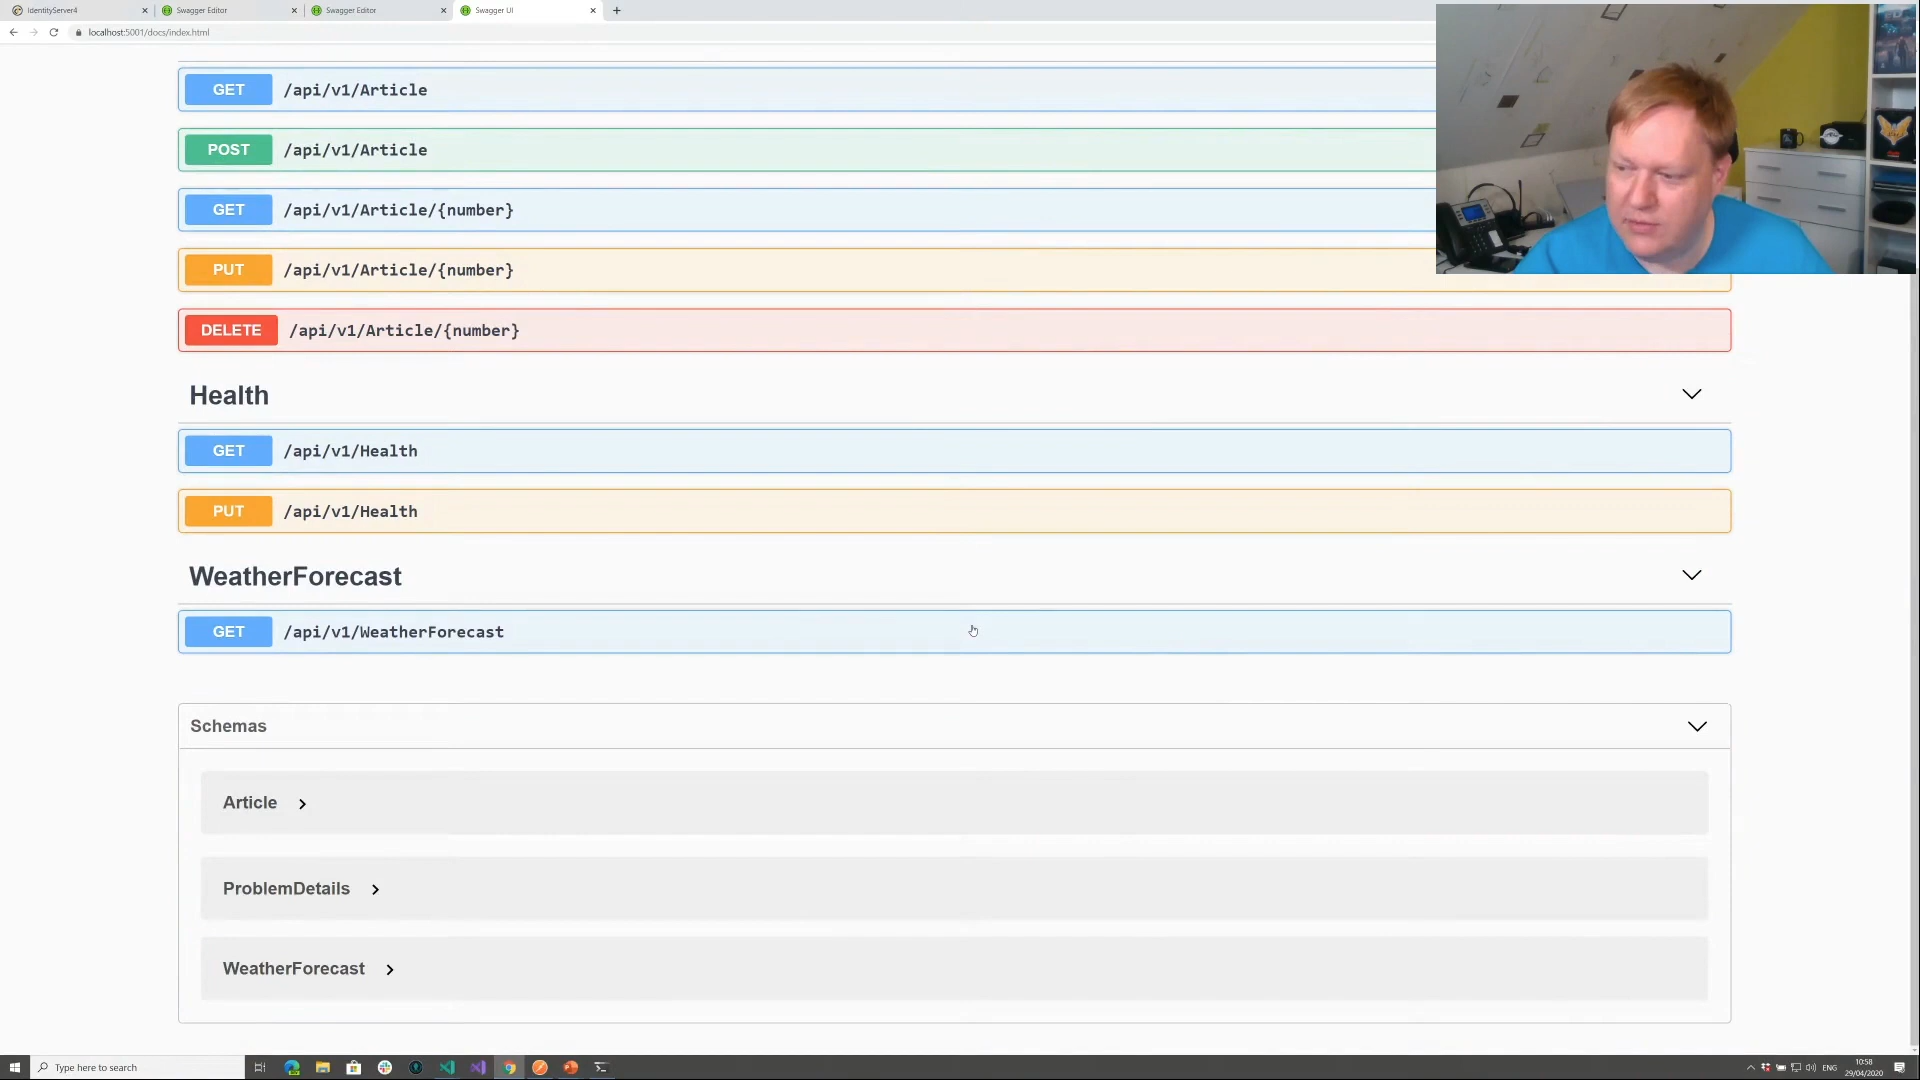 IdentityServer4
Swagger Editor
Swagger Editor
Swagger UI
localhost:5001/docs/index.html
GET /api/v1/Article
POST /api/v1/Article
GET /api/v1/Article/{number}
PUT /api/v1/Article/{number}
DELETE /api/v1/Article/{number}
Health
GET /api/v1/Health
PUT /api/v1/Health
WeatherForecast
GET /api/v1/WeatherForecast
Schemas
Article
ProblemDetails
WeatherForecast
Type here to search
ENG
10:58
29/04/2020